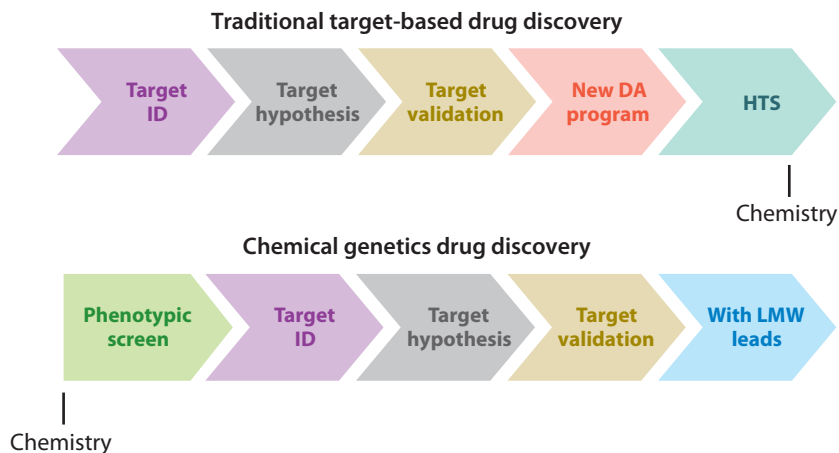 Traditional target-based drug discovery
Target
ID
Target
hypothesis
Target
validation
New DA
program
HTS
Chemistry
Chemical genetics drug discovery
Phenotypic
screen
Target
ID
Target
hypothesis
Target
validation
With LMW
leads
Chemistry